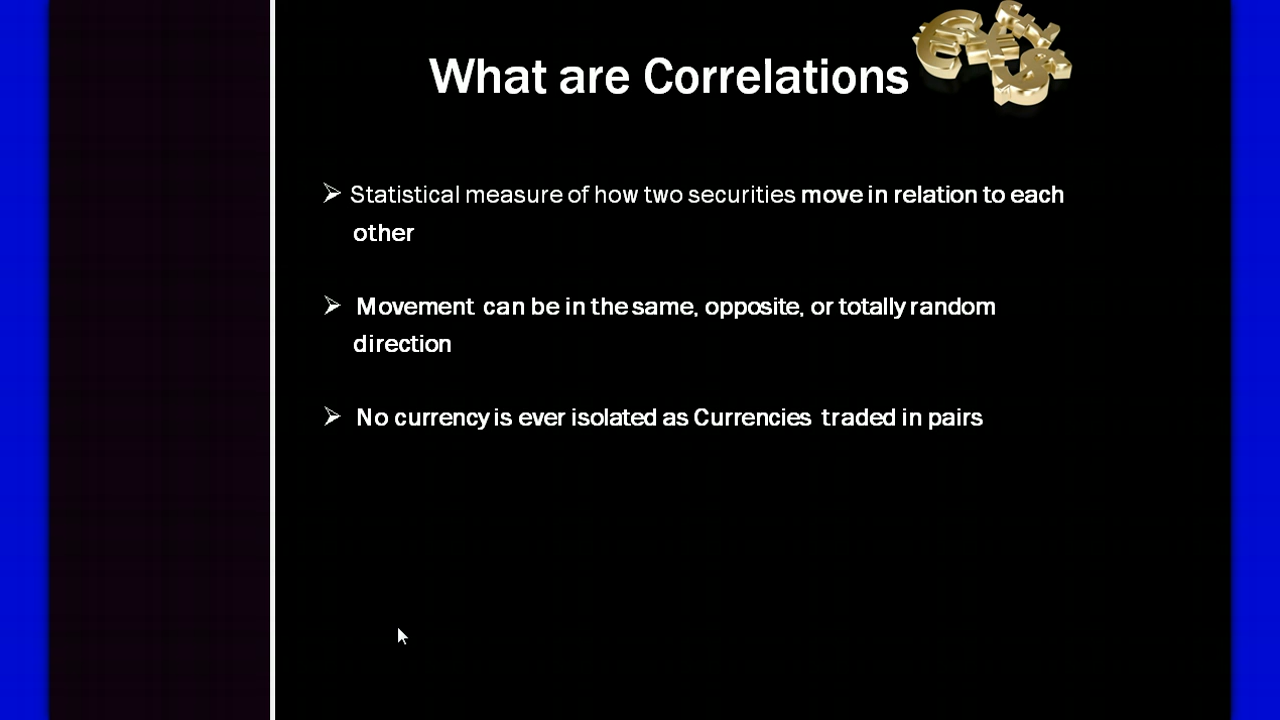 What are Correlations
➢ Statistical measure of how two securities move in relation to each
other
➢ Movement can be in the same, opposite, or totally random
direction
➢ No currency is ever isolated as Currencies traded in pairs